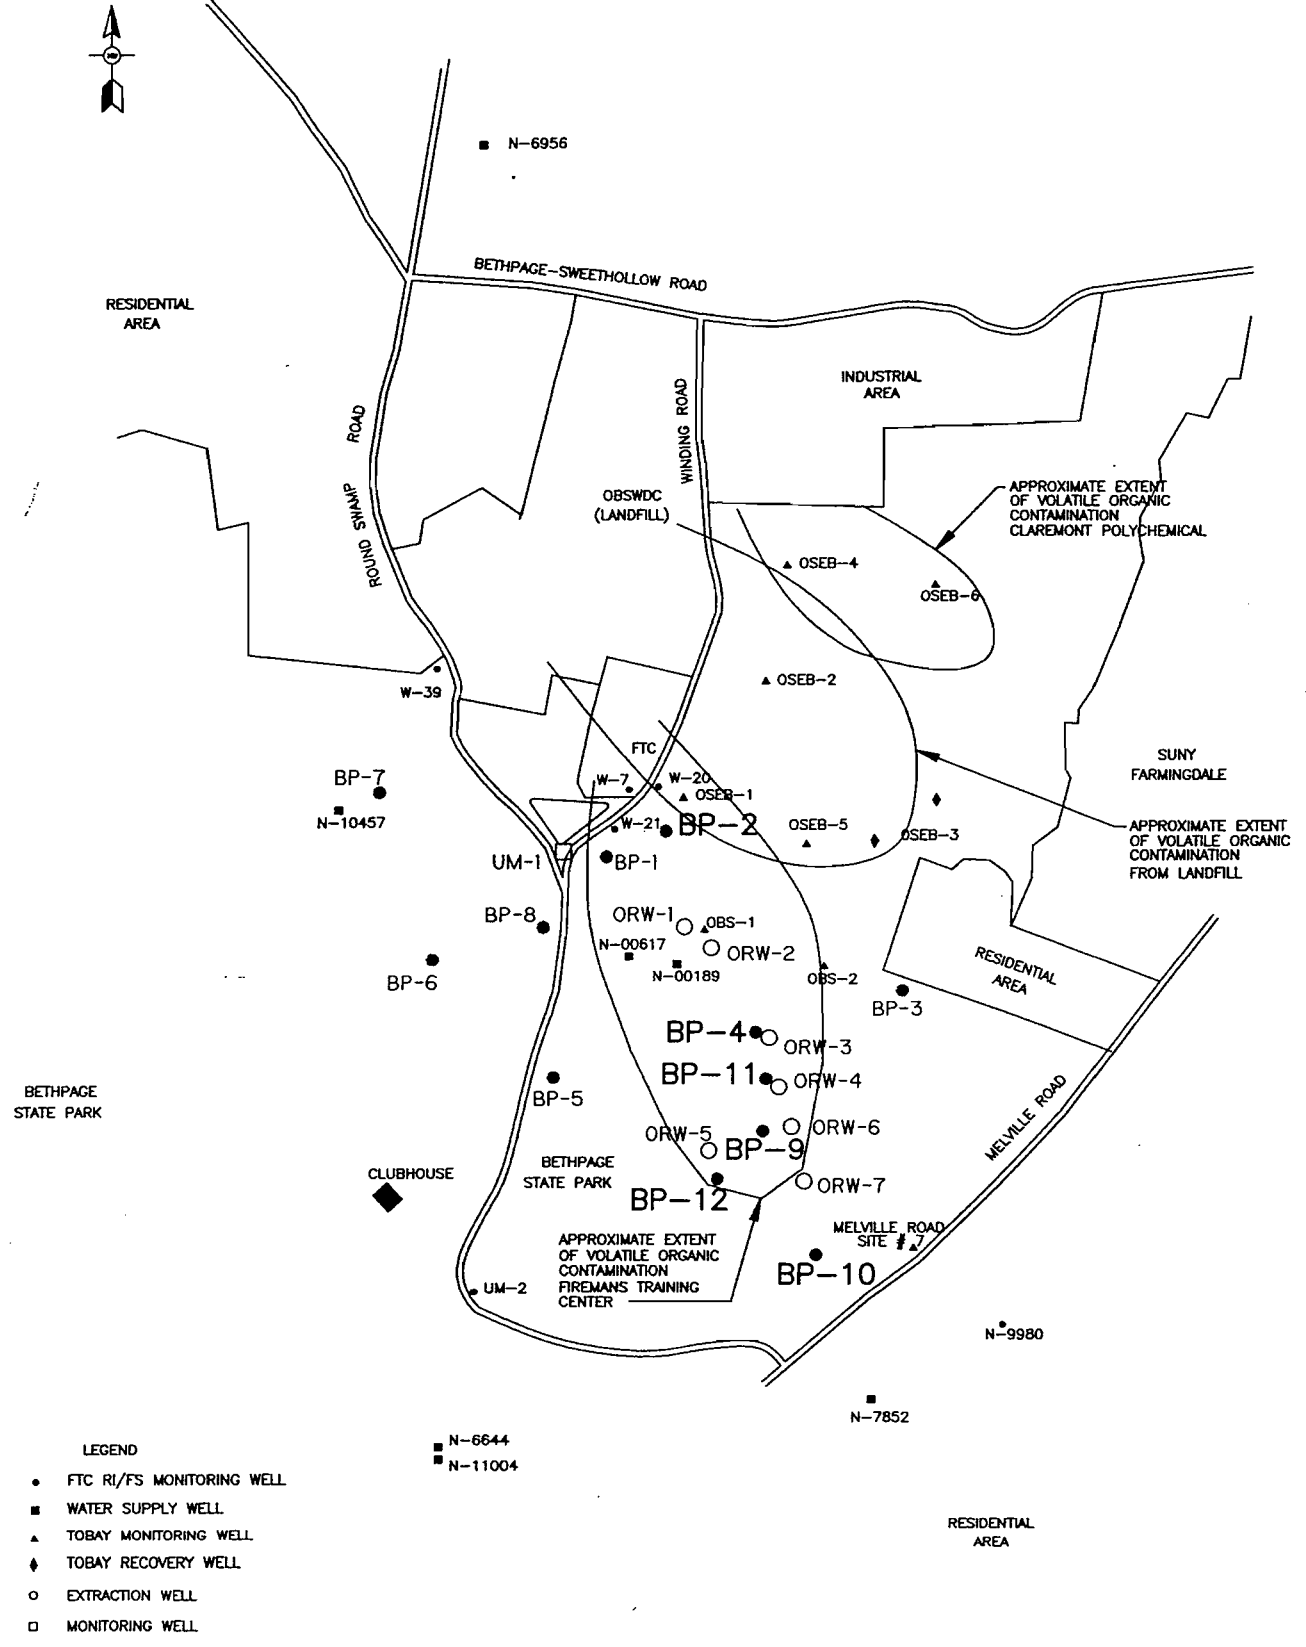 N-6956
BETHPAGE-SWEETHOLLOW ROAD
RESIDENTIAL
AREA
INDUSTRIAL
AREA
WINDING ROAD
ROUND SWAMP ROAD
OBSWDC
(LANDFILL)
APPROXIMATE EXTENT
OF VOLATILE ORGANIC
CONTAMINATION
CLAREMONT POLYCHEMICAL
OSEB-4
OSEB-6
OSEB-2
W-39
FTC
SUNY
FARMINGDALE
BP-7
W-7
W-20
OSEB-1
N-10457
W-21
BP-2
OSEB-5
OSEB-3
APPROXIMATE EXTENT
OF VOLATILE ORGANIC
CONTAMINATION
FROM LANDFILL
UM-1
BP-1
BP-8
ORW-1
OBS-1
N-00617
ORW-2
N-00189
BP-6
OBS-2
RESIDENTIAL
AREA
BP-3
BP-4
ORW-3
BP-11
ORW-4
BETHPAGE
STATE PARK
BP-5
MELVILLE ROAD
ORW-5
ORW-6
BP-9
BETHPAGE
STATE PARK
CLUBHOUSE
BP-12
ORW-7
MELVILLE ROAD
SITE # 7
APPROXIMATE EXTENT
OF VOLATILE ORGANIC
CONTAMINATION
FIREMANS TRAINING
CENTER
BP-10
UM-2
N-9980
N-7852
N-6644
N-11004
LEGEND
FTC RI/FS MONITORING WELL
WATER SUPPLY WELL
TOBAY MONITORING WELL
TOBAY RECOVERY WELL
EXTRACTION WELL
MONITORING WELL
RESIDENTIAL
AREA